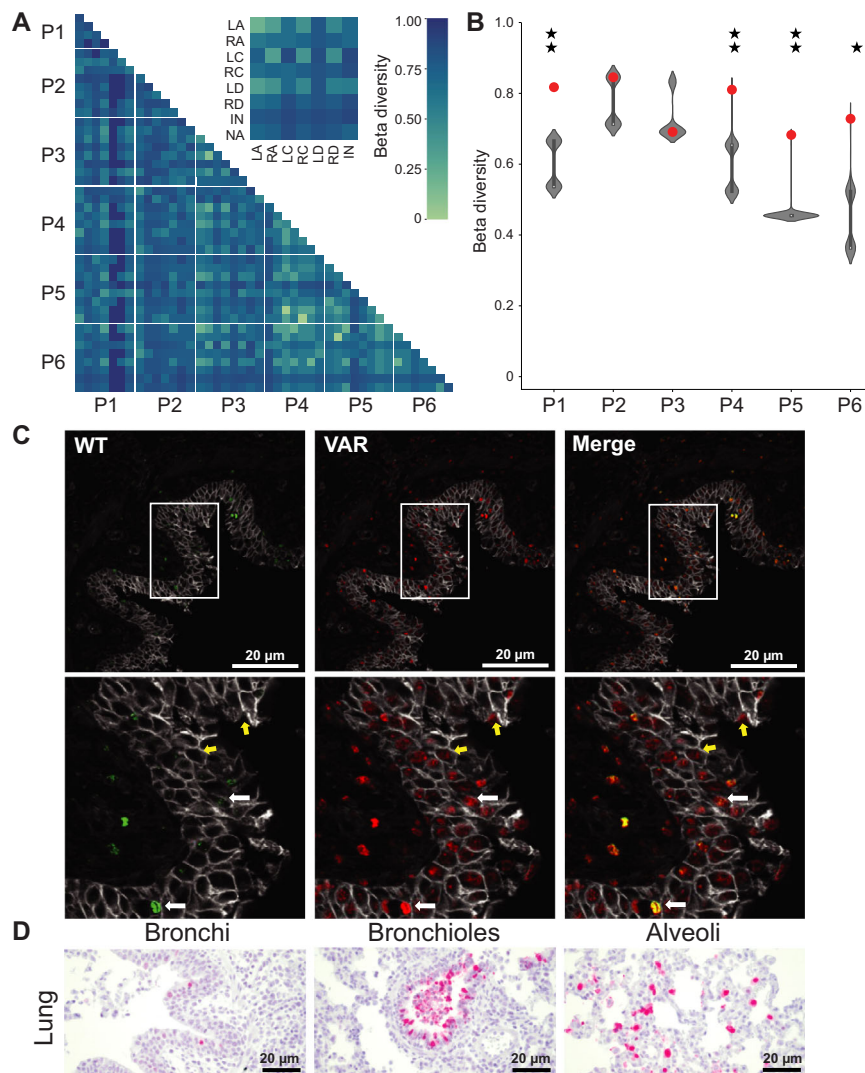 A
P1
P2
P3
P4
P5
P6
P1 P2 P3 P4 P5 P6
LA
RA
LC
RC
LD
RD
IN
NA
LA RA LC RC LD RD IN
Beta diversity
1.00
0.75
0.50
0.25
0
B
Beta diversity
1.0
0.8
0.6
0.4
0.2
0
★ ★ ★ ★
★ ★ ★
P1 P2 P3 P4 P5 P6
C
WT VAR Merge
20 µm 20 µm 20 µm
D
Bronchi Bronchioles Alveoli
Lung
20 µm 20 µm 20 µm